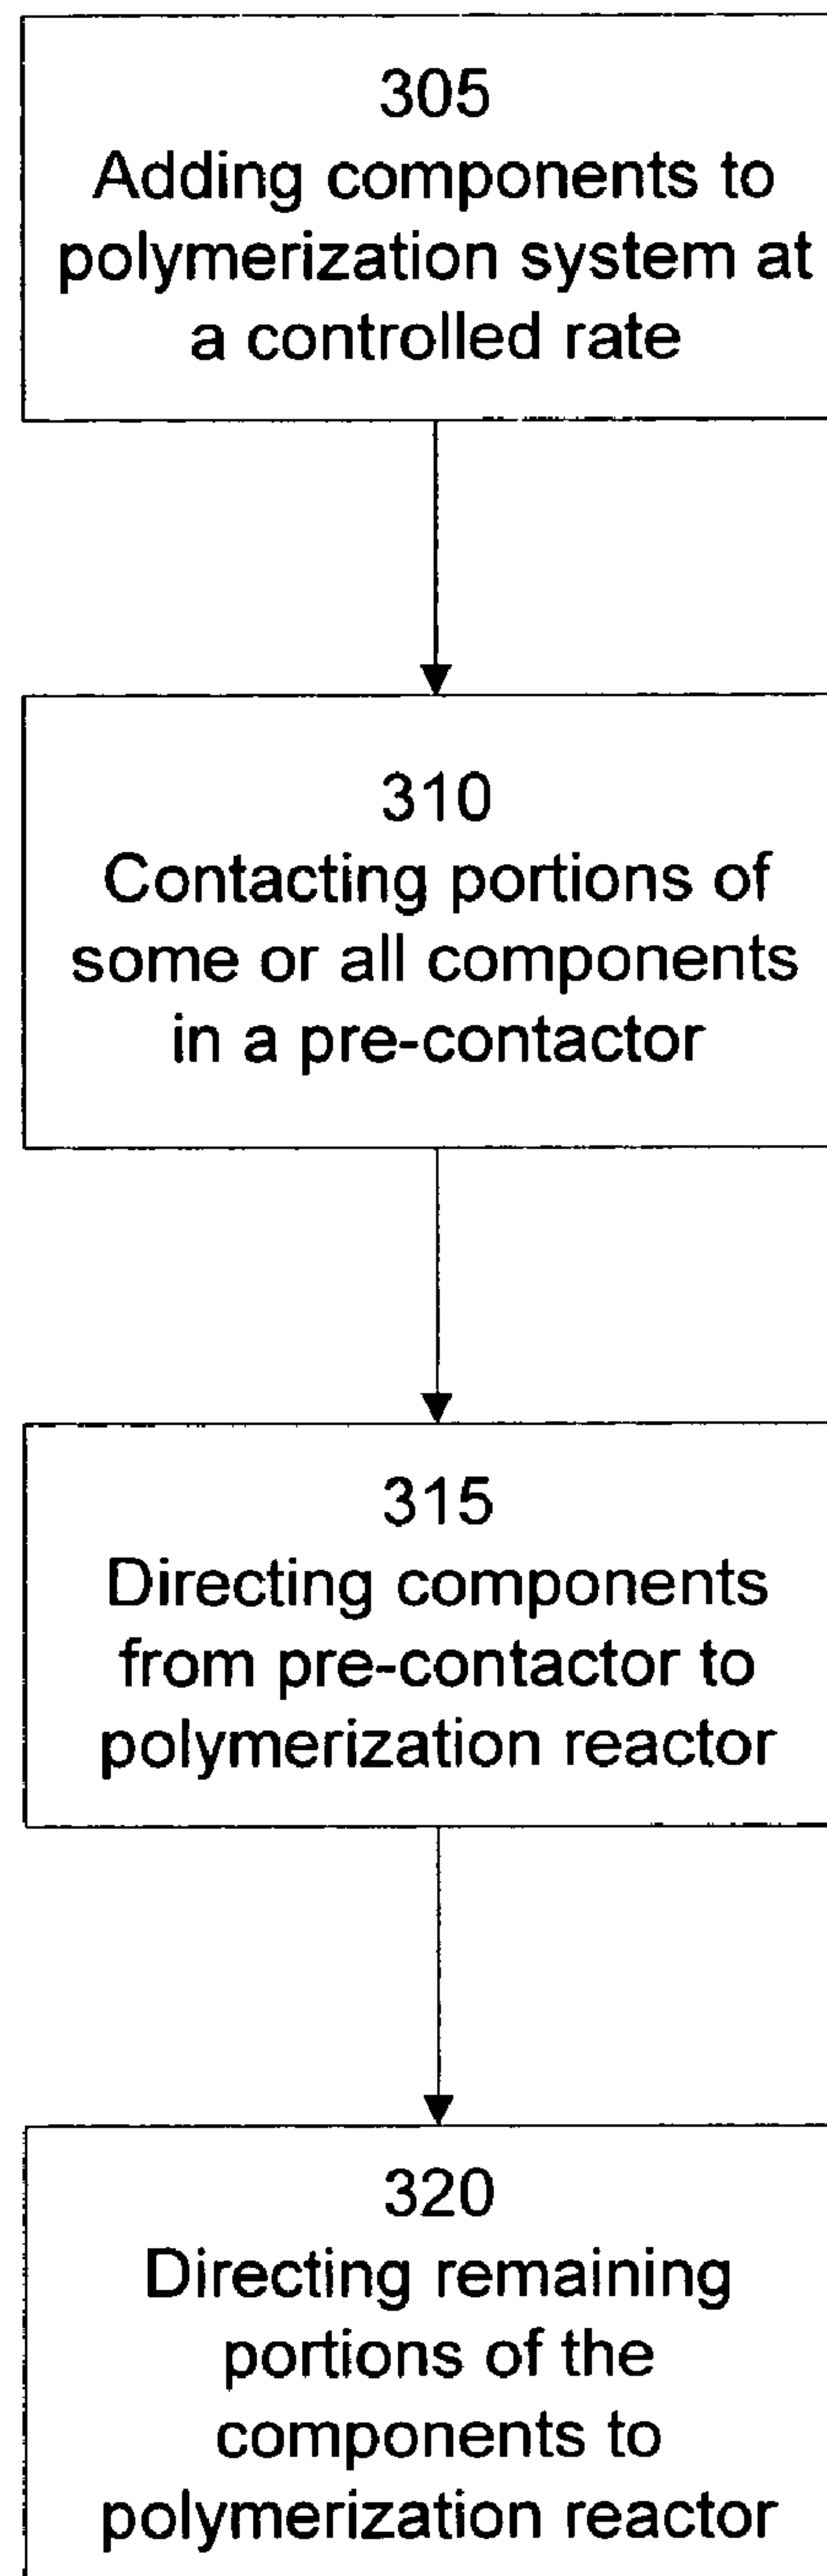 305
Adding components to
polymerization system at
a controlled rate
310
Contacting portions of
some or all components
in a pre-contactor
315
Directing components
from pre-contactor to
polymerization reactor
320
Directing remaining
portions of the
components to
polymerization reactor